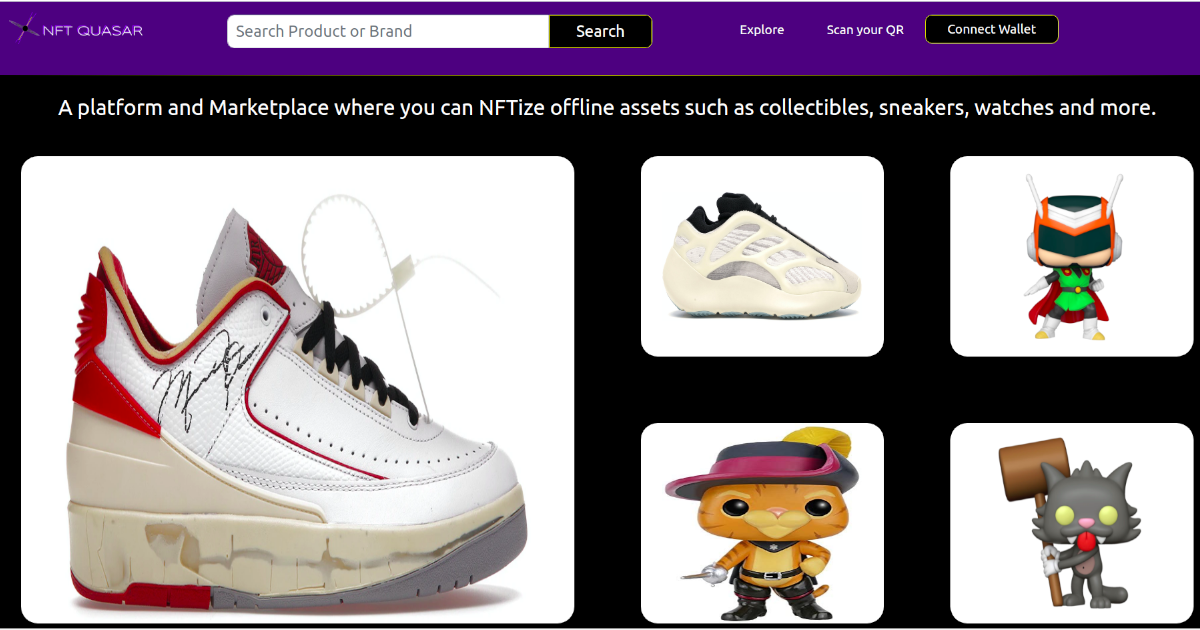 NFT QUASAR
Search Product or Brand
Search
Explore
Scan your QR
Connect Wallet
A platform and Marketplace where you can NFTize offline assets such as collectibles, sneakers, watches and more.